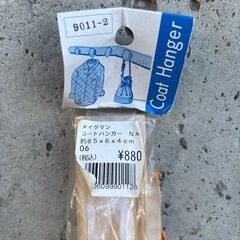 9011-2
Coat Hanger
メイクマン
コートハンガー NA
約85×6×4cm
06
(税込) ¥880